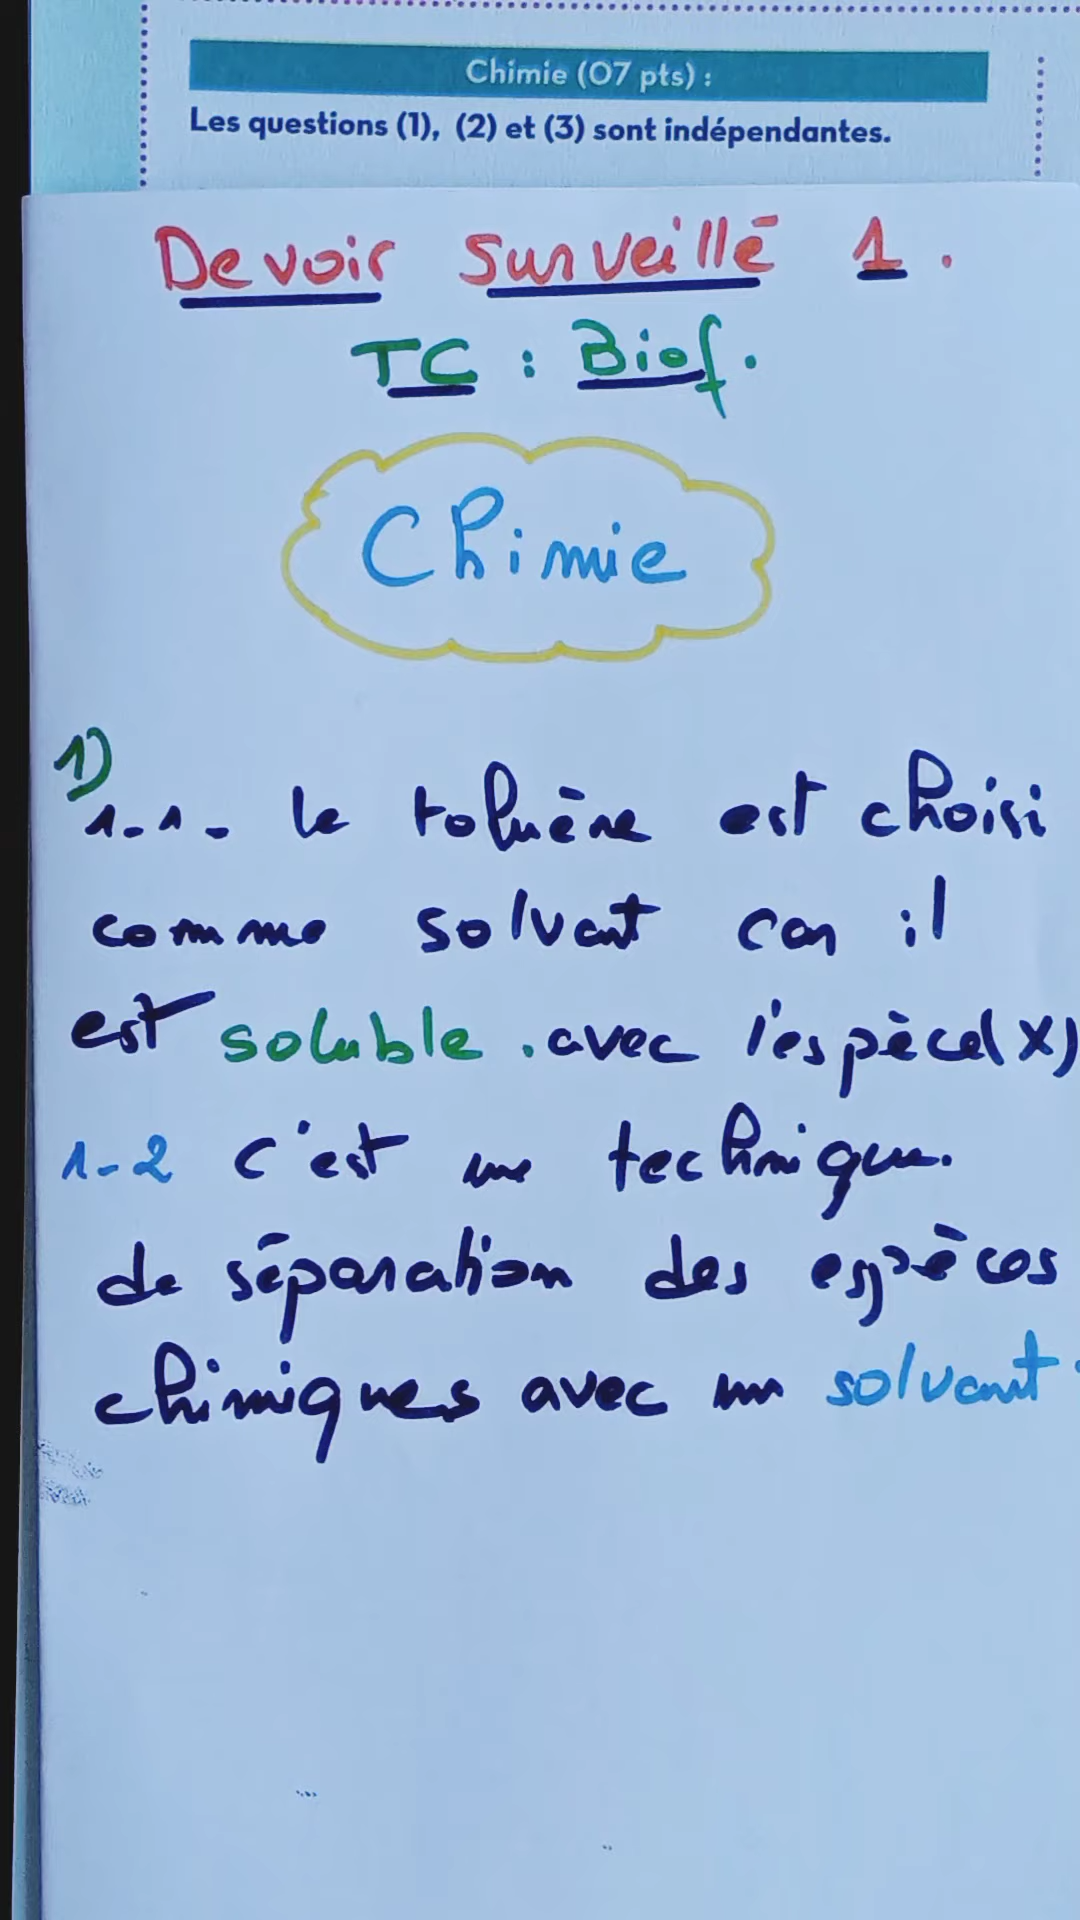 Chimie (07 pts) :
Les questions (1), (2) et (3) sont indépendantes.
Devoir Surveillé 1.
TC : Biof.
Chimie
1)
1-1- le toluène est choisi
comme solvant car il
est soluble . avec l'espèce(X)
1-2 c'est une technique.
de séparation des espèces
chimiques avec un solvant.